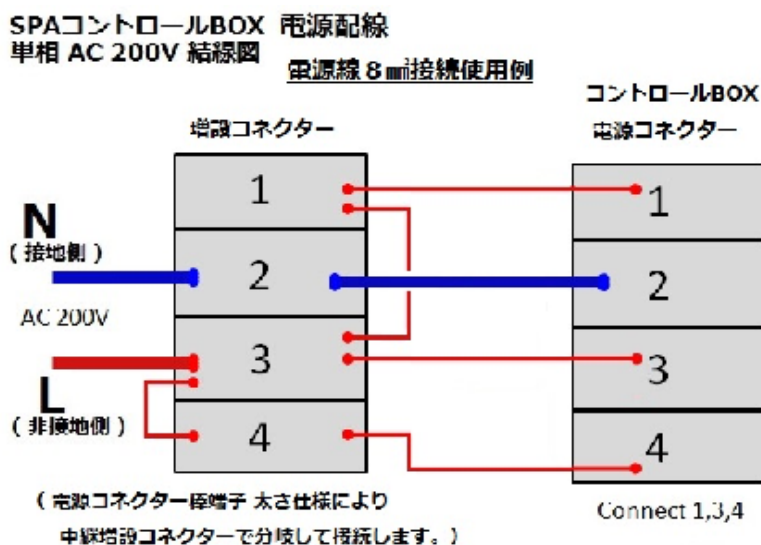 SPAコントロールBOX 電源配線
単相 AC 200V 結線図
電源線8㎟接続使用例
コントロールBOX
電源コネクター
増設コネクター
1
2
3
4
1
2
3
4
N
(接地側)
AC 200V
L
(非接地側)
(電源コネクター棒端子 太さ仕様により
中継増設コネクターで分岐して接続します。)
Connect 1,3,4